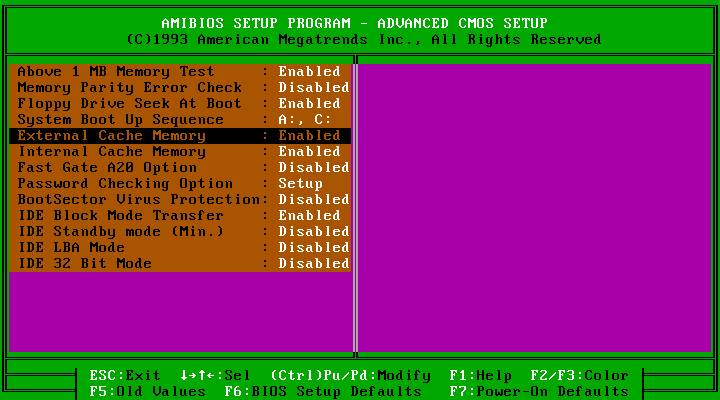 AMIBIOS SETUP PROGRAM - ADVANCED CMOS SETUP
(C)1993 American Megatrends Inc., All Rights Reserved
Above 1 MB Memory Test : Enabled
Memory Parity Error Check : Disabled
Floppy Drive Seek At Boot : Enabled
System Boot Up Sequence : A:, C:
External Cache Memory : Enabled
Internal Cache Memory : Enabled
Fast Gate A20 Option : Disabled
Password Checking Option : Setup
BootSector Virus Protection: Disabled
IDE Block Mode Transfer : Enabled
IDE Standby mode (Min.) : Disabled
IDE LBA Mode : Disabled
IDE 32 Bit Mode : Disabled
ESC:Exit ↓→↑←:Sel (Ctrl)Pu/Pd:Modify F1:Help F2/F3:Color
F5:Old Values F6:BIOS Setup Defaults F7:Power-On Defaults